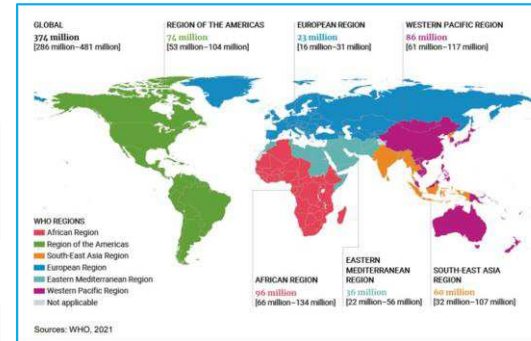 GLOBAL
374 million
[286 million–481 million]
REGION OF THE AMERICAS
74 million
[53 million–104 million]
EUROPEAN REGION
23 million
[16 million–31 million]
WESTERN PACIFIC REGION
86 million
[61 million–117 million]
WHO REGIONS
African Region
Region of the Americas
South-East Asia Region
European Region
Eastern Mediterranean Region
Western Pacific Region
Not applicable
AFRICAN REGION
96 million
[66 million–134 million]
EASTERN
MEDITERRANEAN
REGION
36 million
[22 million–56 million]
SOUTH-EAST ASIA
REGION
60 million
[32 million–107 million]
Sources: WHO, 2021